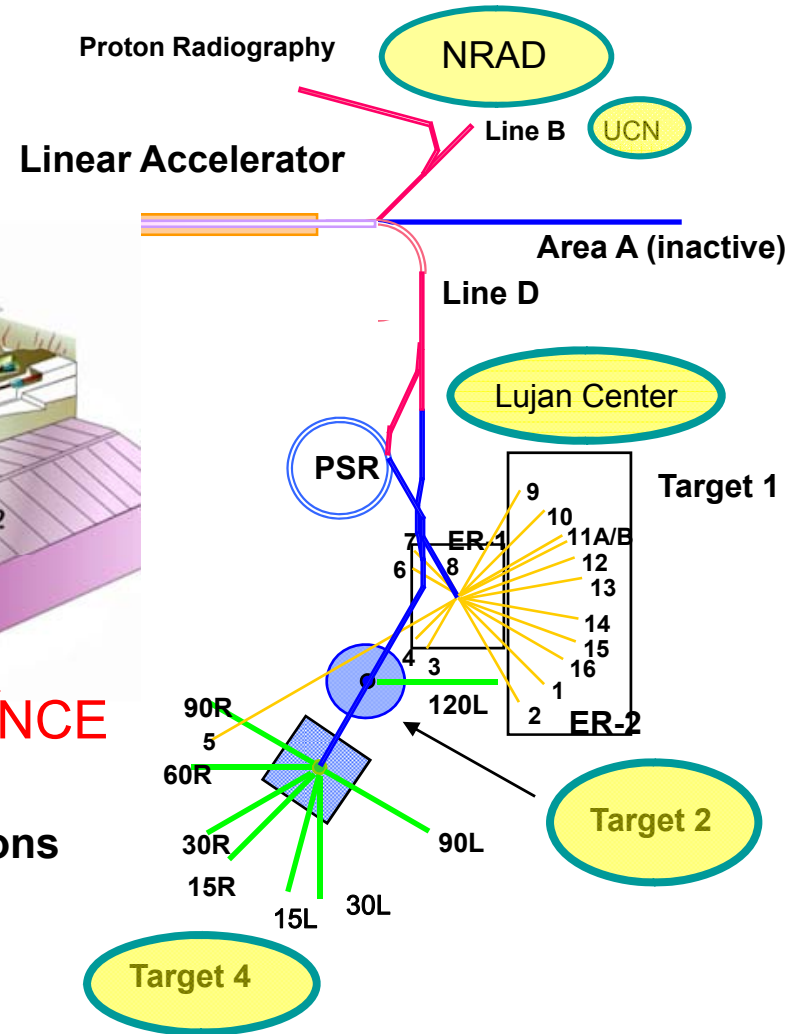 Proton Radiography
NRAD
Line B
UCN
Linear Accelerator
Area A (inactive)
Line D
Lujan Center
PSR
Target 1
9
10
7
ER-1
11A/B
8
12
6
13
14
15
4
3
16
1
120L
2
ER-2
90R
NCE
5
60R
Target 2
ons
30R
90L
15R
30L
15L
Target 4
2